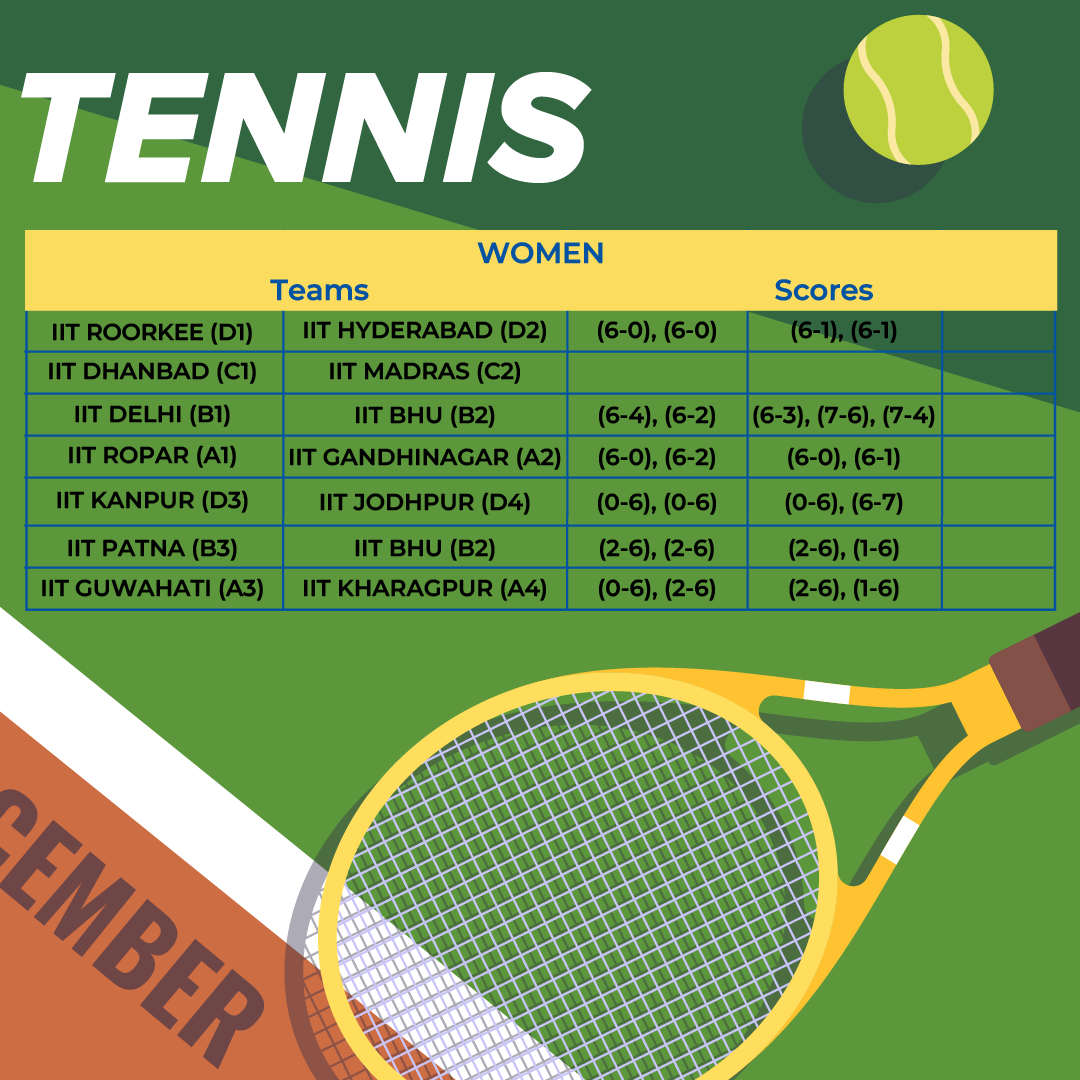 TENNIS
WOMEN
Teams Scores
IIT ROORKEE (D1) IIT HYDERABAD (D2) (6-0), (6-0) (6-1), (6-1)
IIT DHANBAD (C1) IIT MADRAS (C2)
IIT DELHI (B1) IIT BHU (B2) (6-4), (6-2) (6-3), (7-6), (7-4)
IIT ROPAR (A1) IIT GANDHINAGAR (A2) (6-0), (6-2) (6-0), (6-1)
IIT KANPUR (D3) IIT JODHPUR (D4) (0-6), (0-6) (0-6), (6-7)
IIT PATNA (B3) IIT BHU (B2) (2-6), (2-6) (2-6), (1-6)
IIT GUWAHATI (A3) IIT KHARAGPUR (A4) (0-6), (2-6) (2-6), (1-6)
CEMBER